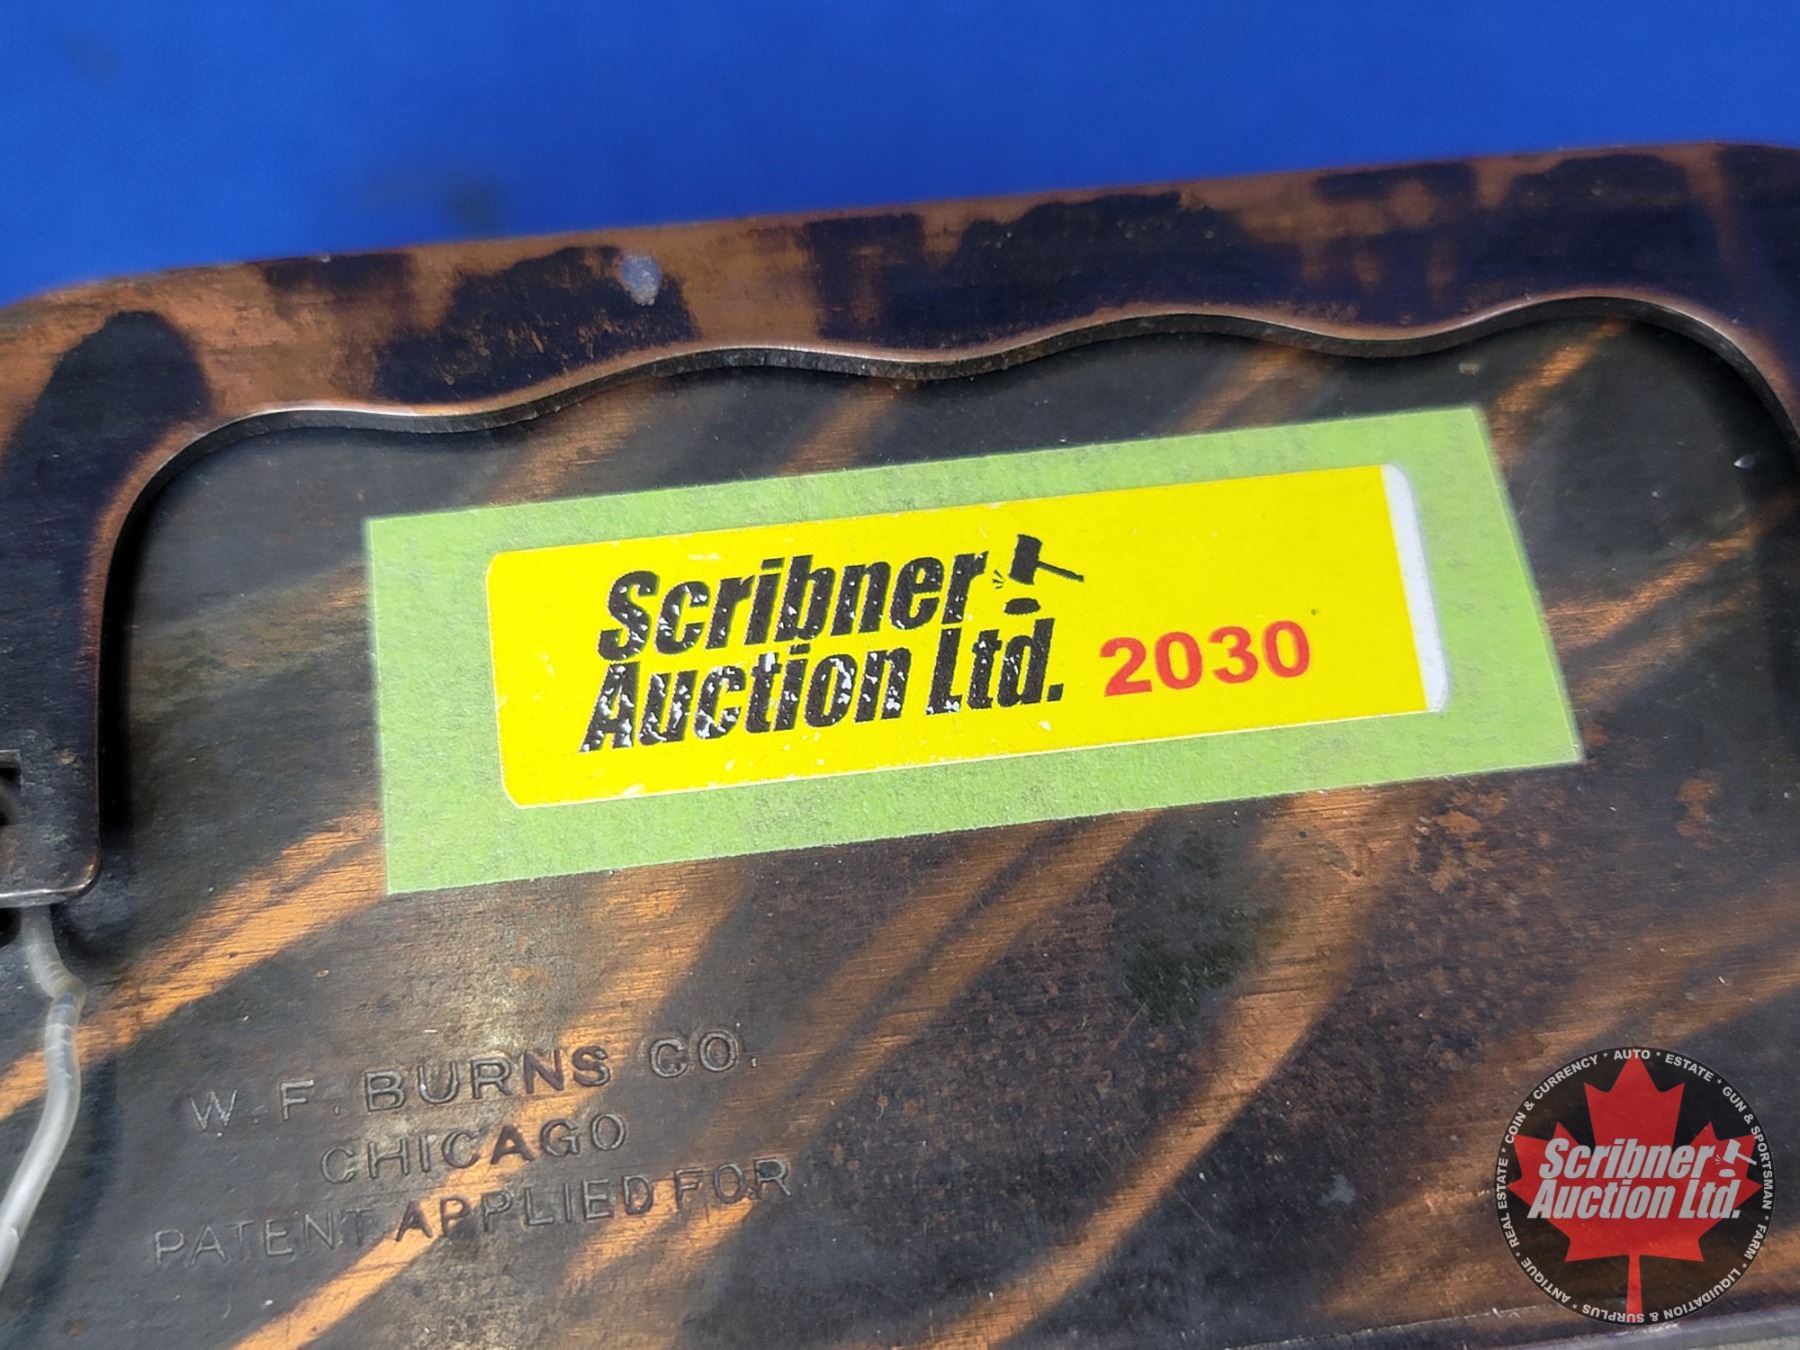 Scribner
Auction Ltd. 2030
W. F. BURNS CO.
CHICAGO
PATENT APPLIED FOR
ANTIQUE * REAL ESTATE * COIN & CURRENCY * AUTO * ESTATE * GUN & SPORTSMAN * FARM * LIQUIDATION & SURPLUS *
Scribner
Auction Ltd.